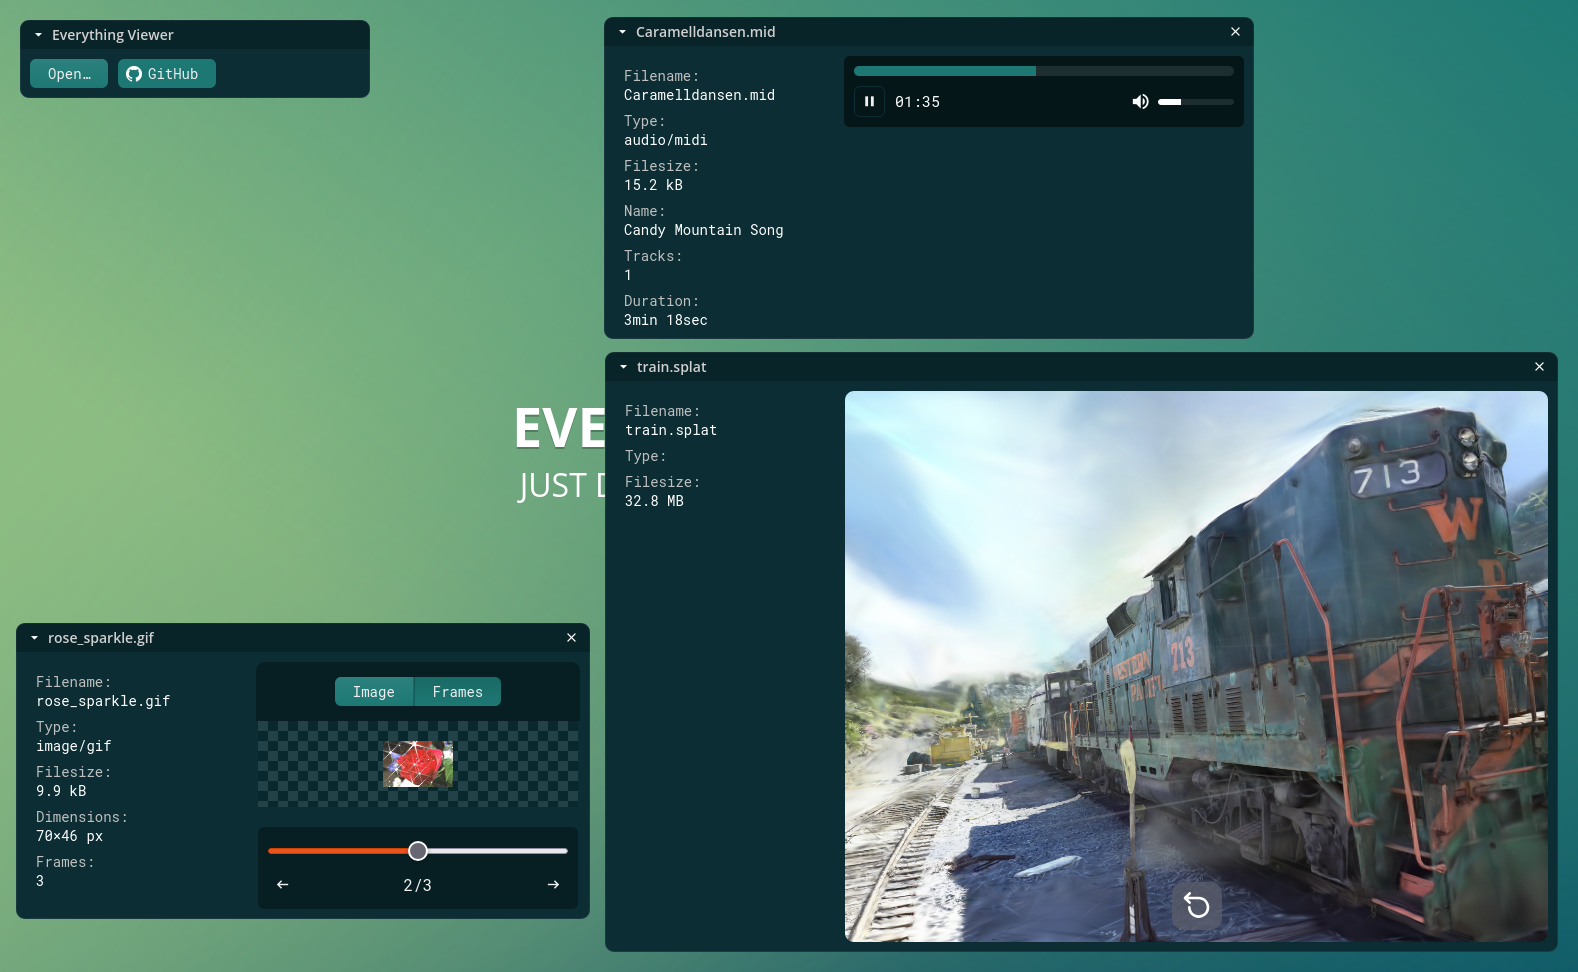 Everything Viewer
Open…
GitHub
Caramelldansen.mid
Filename:
Caramelldansen.mid
Type:
audio/midi
Filesize:
15.2 kB
Name:
Candy Mountain Song
Tracks:
1
Duration:
3min 18sec
01:35
EVE
JUST D
train.splat
Filename:
train.splat
Type:
Filesize:
32.8 MB
713
W
P
713
WESTERN
PACIFIC
rose_sparkle.gif
Filename:
rose_sparkle.gif
Type:
image/gif
Filesize:
9.9 kB
Dimensions:
70×46 px
Frames:
3
Image
Frames
2/3